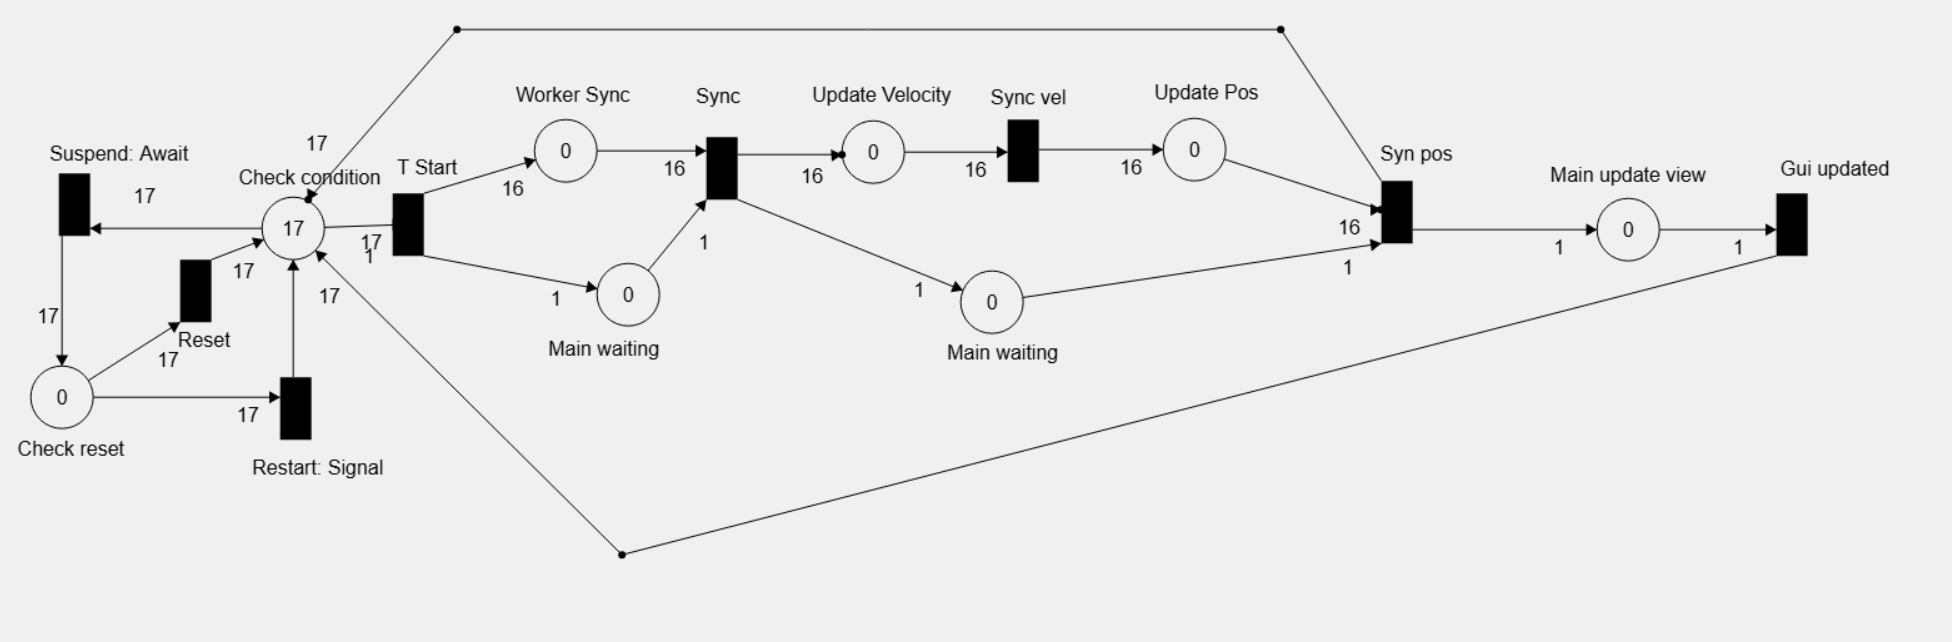 Worker Sync
Sync
Update Velocity
Sync vel
Update Pos
17
Suspend: Await
T Start
Syn pos
Gui updated
17
Check condition
Main update view
0
16
0
16
0
16
16
0
16
17
17
1
1
0
1
17
17
1
0
1
1
0
1
0
1
17
Reset
17
Main waiting
Main waiting
0
17
Check reset
Restart: Signal